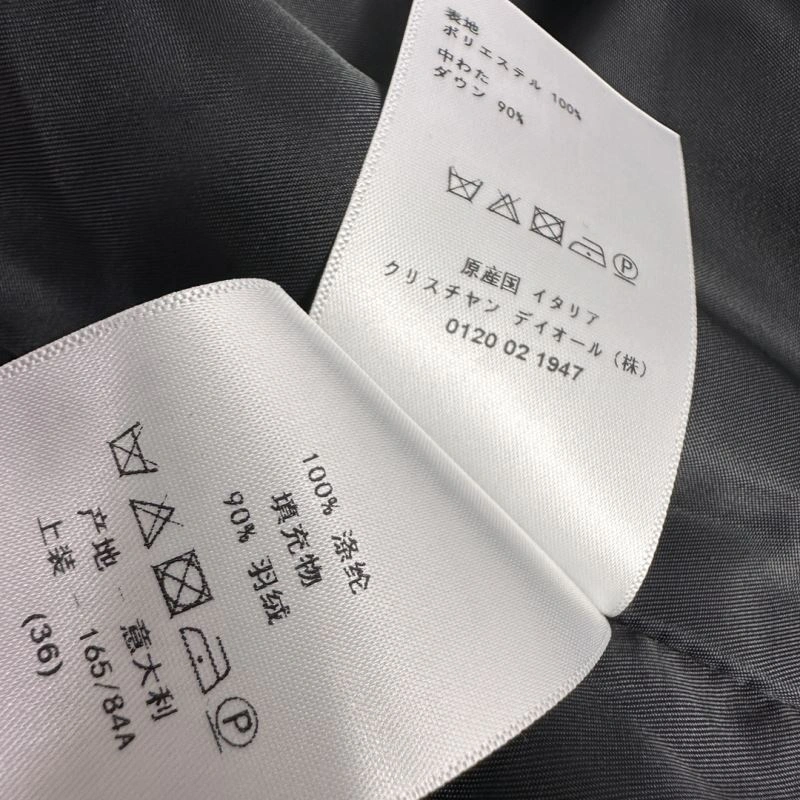 表地
ポリエステル 100%
中わた
ダウン 90%
P
原産国 イタリア
クリスチャン デイオール（株）
0120 02 1947
100% 涤纶
填充物
90% 羽绒
P
产地 - 意大利
上装 - 165/84A
(36)